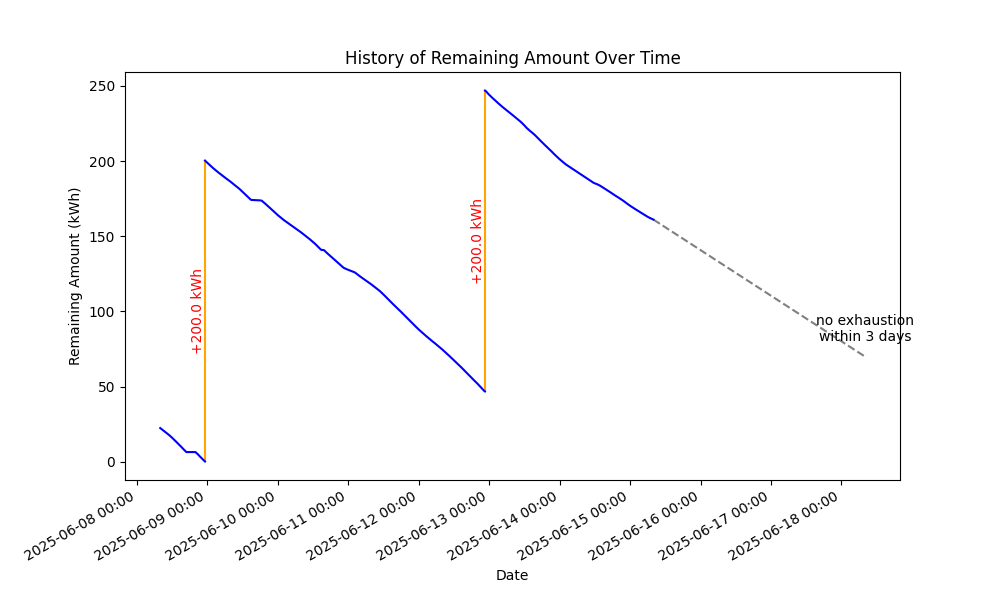 History of Remaining Amount Over Time
Remaining Amount (kWh)
250
200
150
100
50
0
+200.0 kWh
+200.0 kWh
no exhaustion
within 3 days
2025-06-08 00:00
2025-06-09 00:00
2025-06-10 00:00
2025-06-11 00:00
2025-06-12 00:00
2025-06-13 00:00
2025-06-14 00:00
2025-06-15 00:00
2025-06-16 00:00
2025-06-17 00:00
2025-06-18 00:00
Date